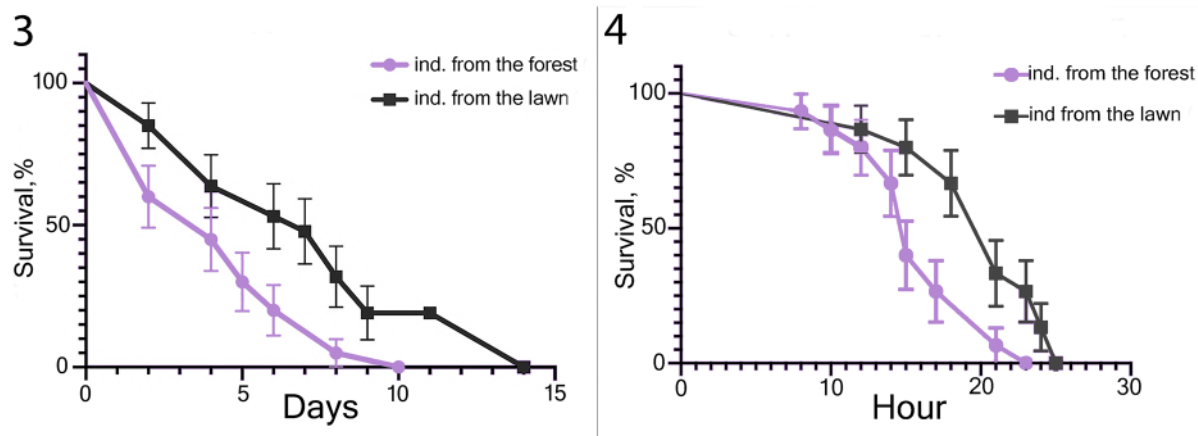 3
ind. from the forest
ind. from the lawn
100
50
0
Survival,%
0 5 10 15
Days
4
ind. from the forest
ind from the lawn
100
50
0
Survival, %
0 10 20 30
Hour